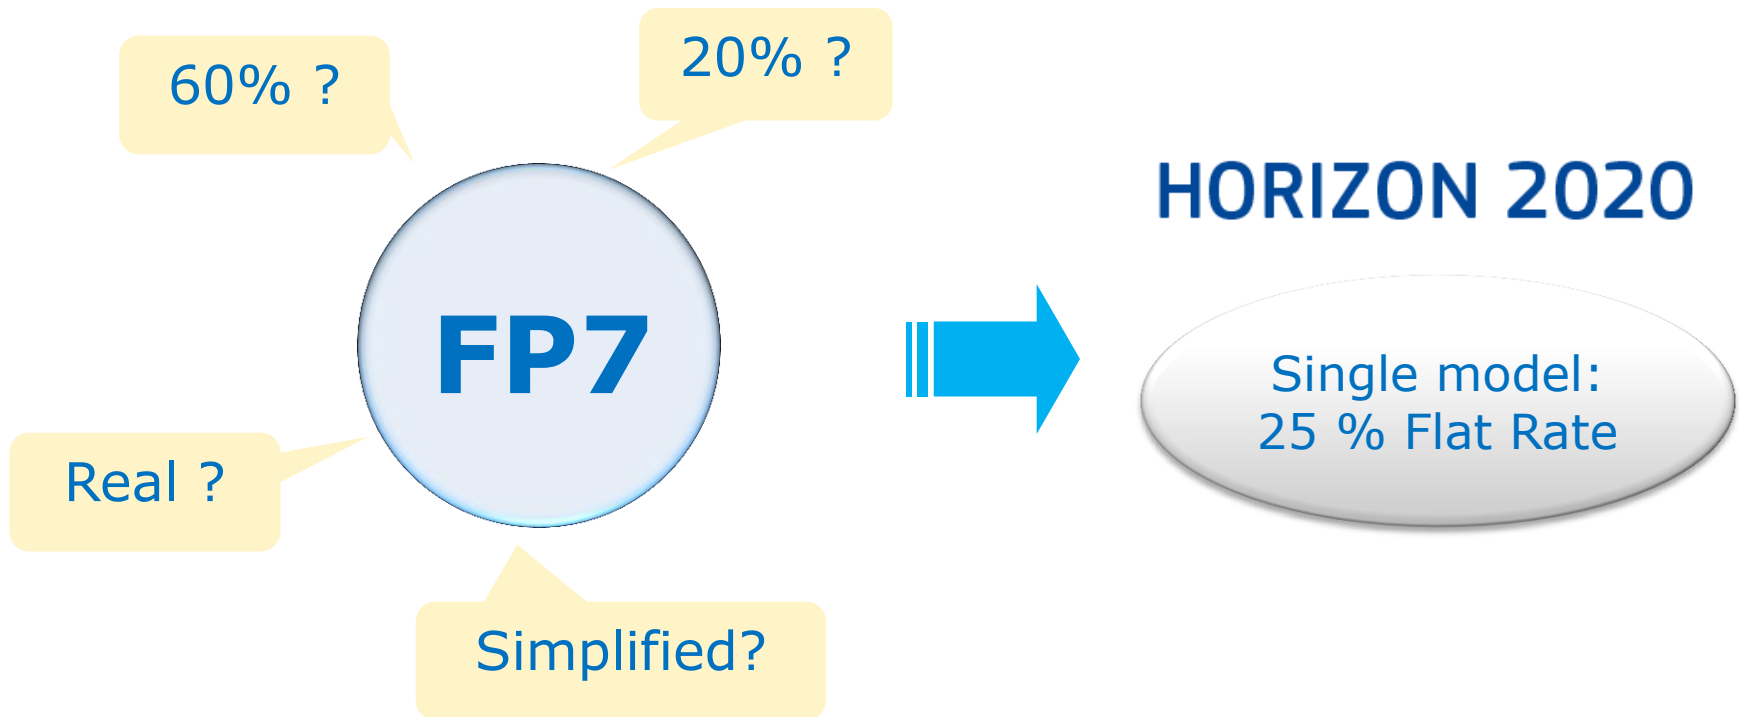 60% ?
20% ?
FP7
Real ?
Simplified?
HORIZON 2020
Single model:
25 % Flat Rate